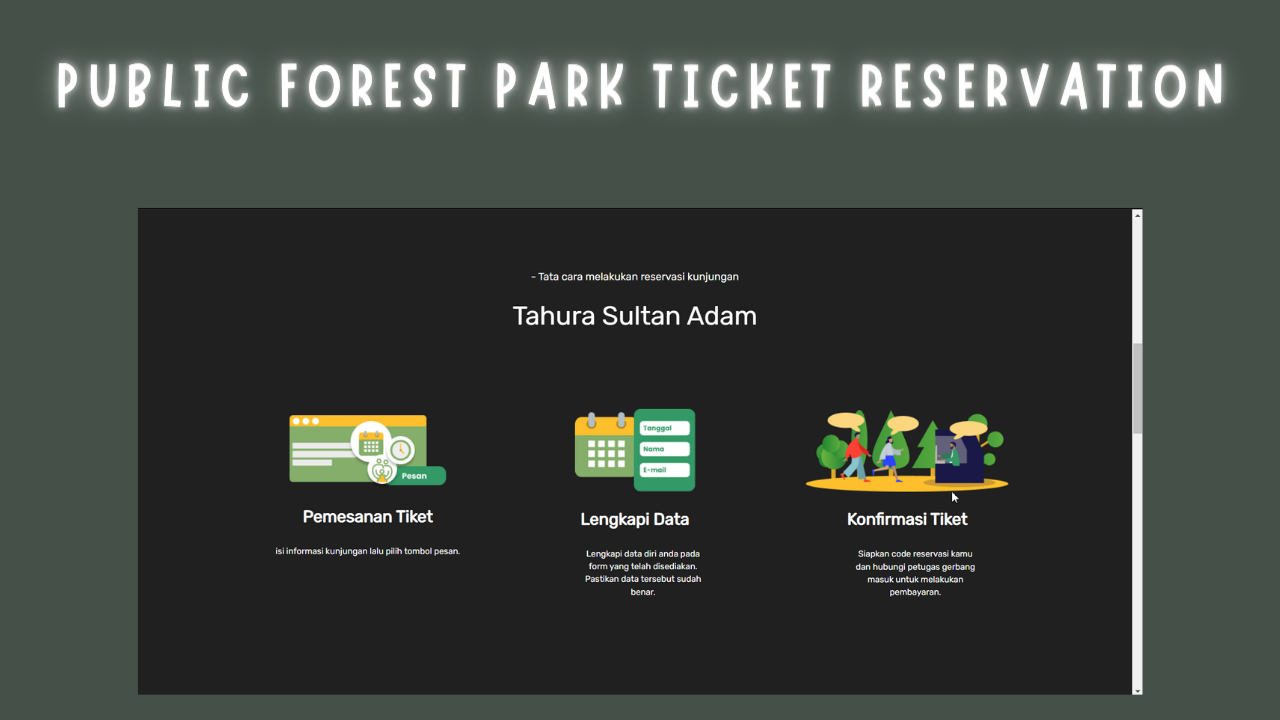 PUBLIC FOREST PARK TICKET RESERVATION
- Tata cara melakukan reservasi kunjungan
Tahura Sultan Adam
Pesan
Pemesanan Tiket
isi informasi kunjungan lalu pilih tombol pesan.
Tanggal
Nama
E-mail
Lengkapi Data
Lengkapi data diri anda pada
form yang telah disediakan.
Pastikan data tersebut sudah
benar.
Konfirmasi Tiket
Siapkan code reservasi kamu
dan hubungi petugas gerbang
masuk untuk melakukan
pembayaran.